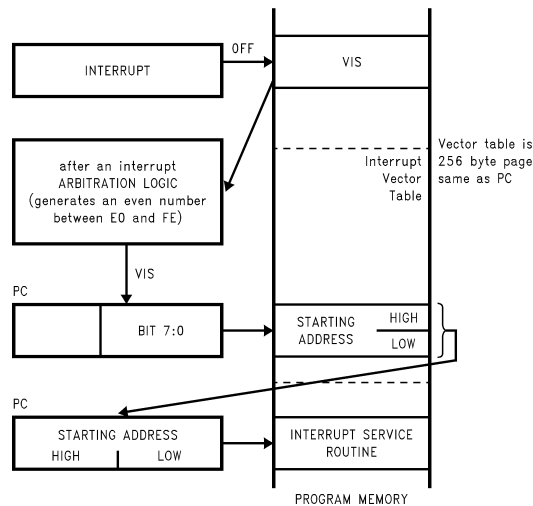 OFF
INTERRUPT
VIS
after an interrupt
ARBITRATION LOGIC
(generates an even number
between E0 and FE)
Interrupt
Vector
Table
Vector table is
256 byte page
same as PC
VIS
PC
BIT 7:0
STARTING
ADDRESS
HIGH
LOW
PC
STARTING ADDRESS
HIGH
LOW
INTERRUPT SERVICE
ROUTINE
PROGRAM MEMORY